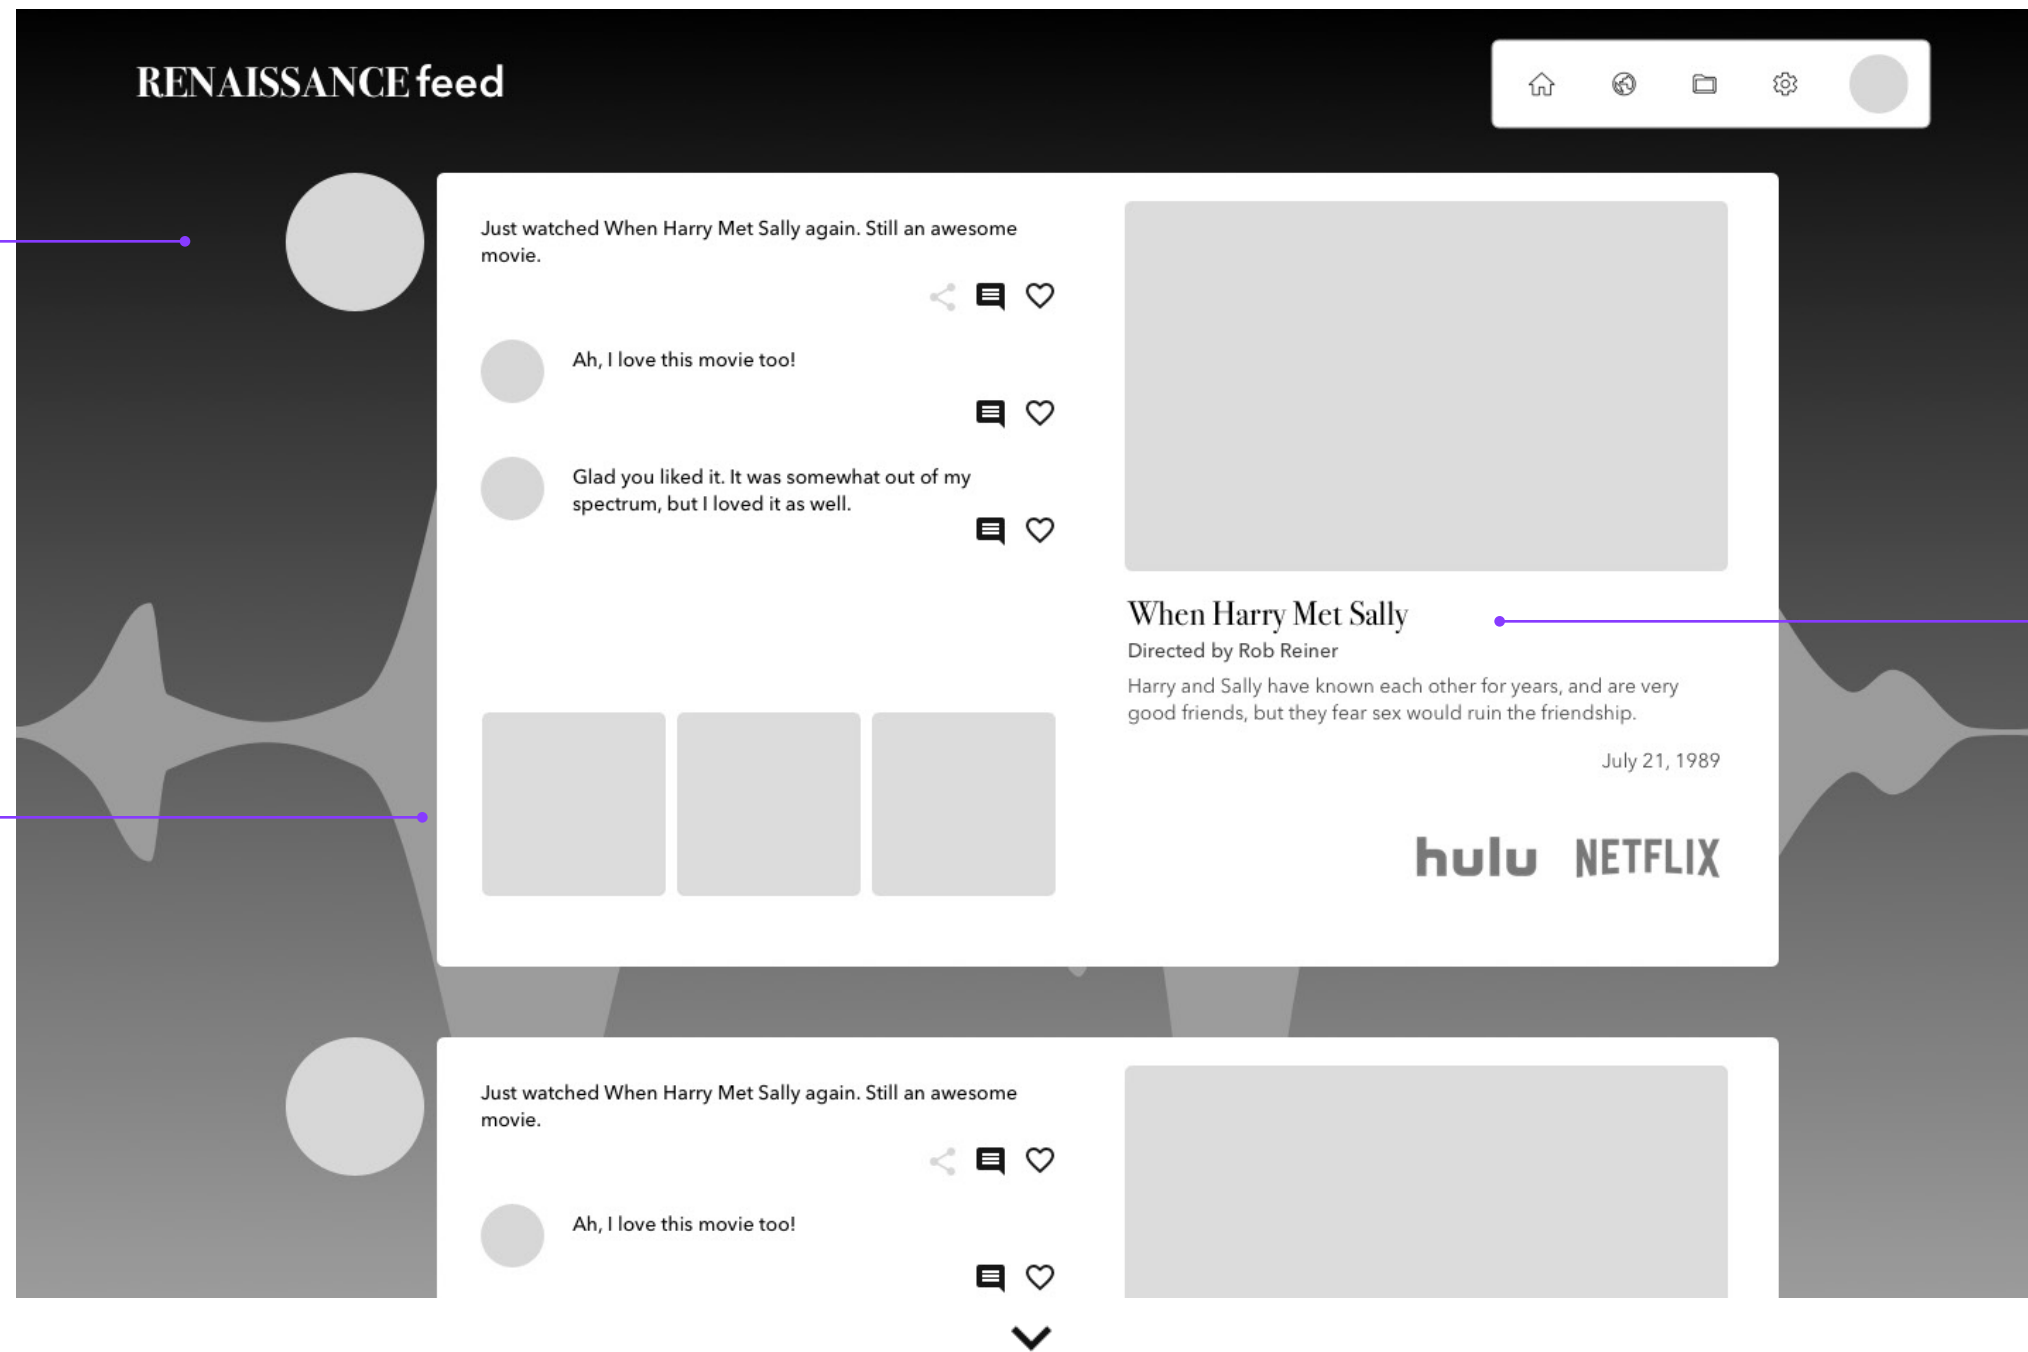 RENAISSANCE feed
Just watched When Harry Met Sally again. Still an awesome
movie.
Ah, I love this movie too!
Glad you liked it. It was somewhat out of my
spectrum, but I loved it as well.
When Harry Met Sally
Directed by Rob Reiner
Harry and Sally have known each other for years, and are very
good friends, but they fear sex would ruin the friendship.
July 21, 1989
hulu NETFLIX
Just watched When Harry Met Sally again. Still an awesome
movie.
Ah, I love this movie too!